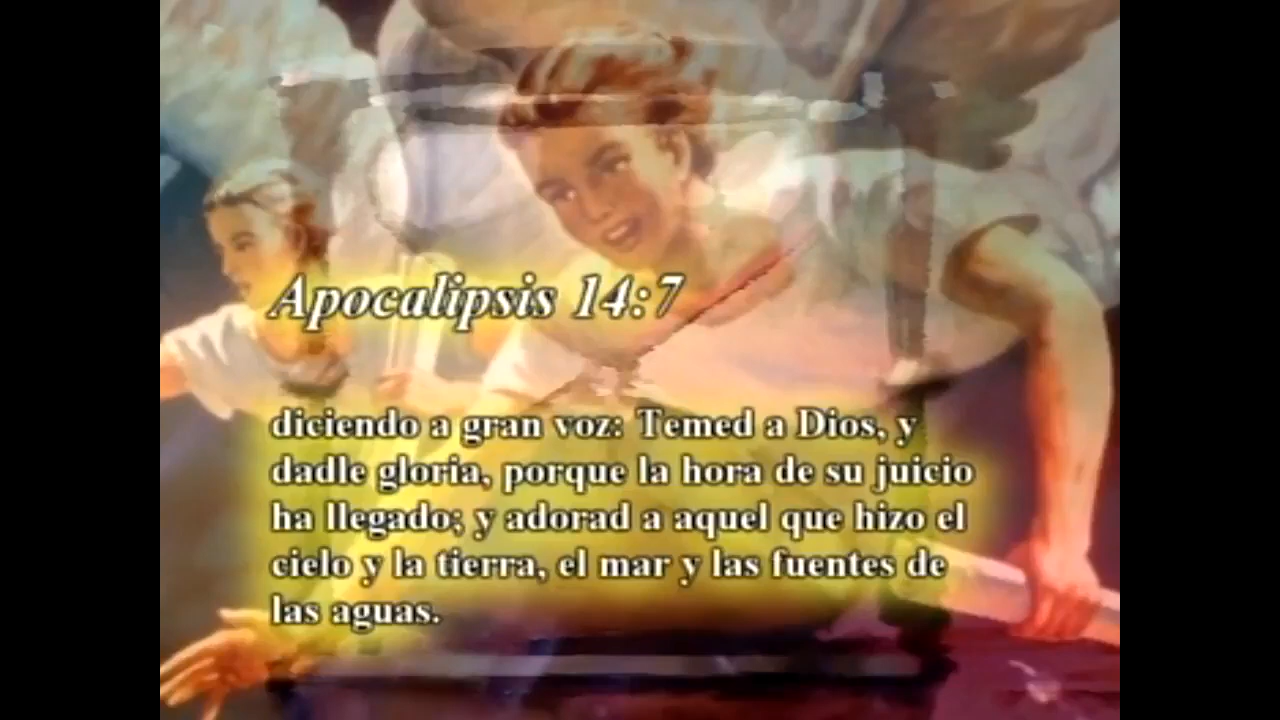 Apocalipsis 14:7
diciendo a gran voz: Temed a Dios, y
dadle gloria, porque la hora de su juicio
ha llegado; y adorad a aquel que hizo el
cielo y la tierra, el mar y las fuentes de
las aguas.